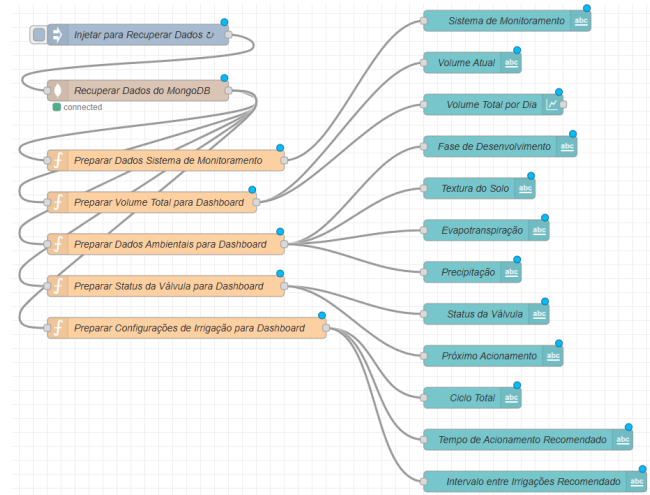 Injetar para Recuperar Dados ↻
Recuperar Dados do MongoDB
connected
Preparar Dados Sistema de Monitoramento
Preparar Volume Total para Dashboard
Preparar Dados Ambientais para Dashboard
Preparar Status da Válvula para Dashboard
Preparar Configurações de Irrigação para Dashboard
Sistema de Monitoramento abc
Volume Atual abc
Volume Total por Dia
Fase de Desenvolvimento abc
Textura do Solo abc
Evapotranspiração abc
Precipitação abc
Status da Válvula abc
Próximo Acionamento abc
Ciclo Total abc
Tempo de Acionamento Recomendado abc
Intervalo entre Irrigações Recomendado abc